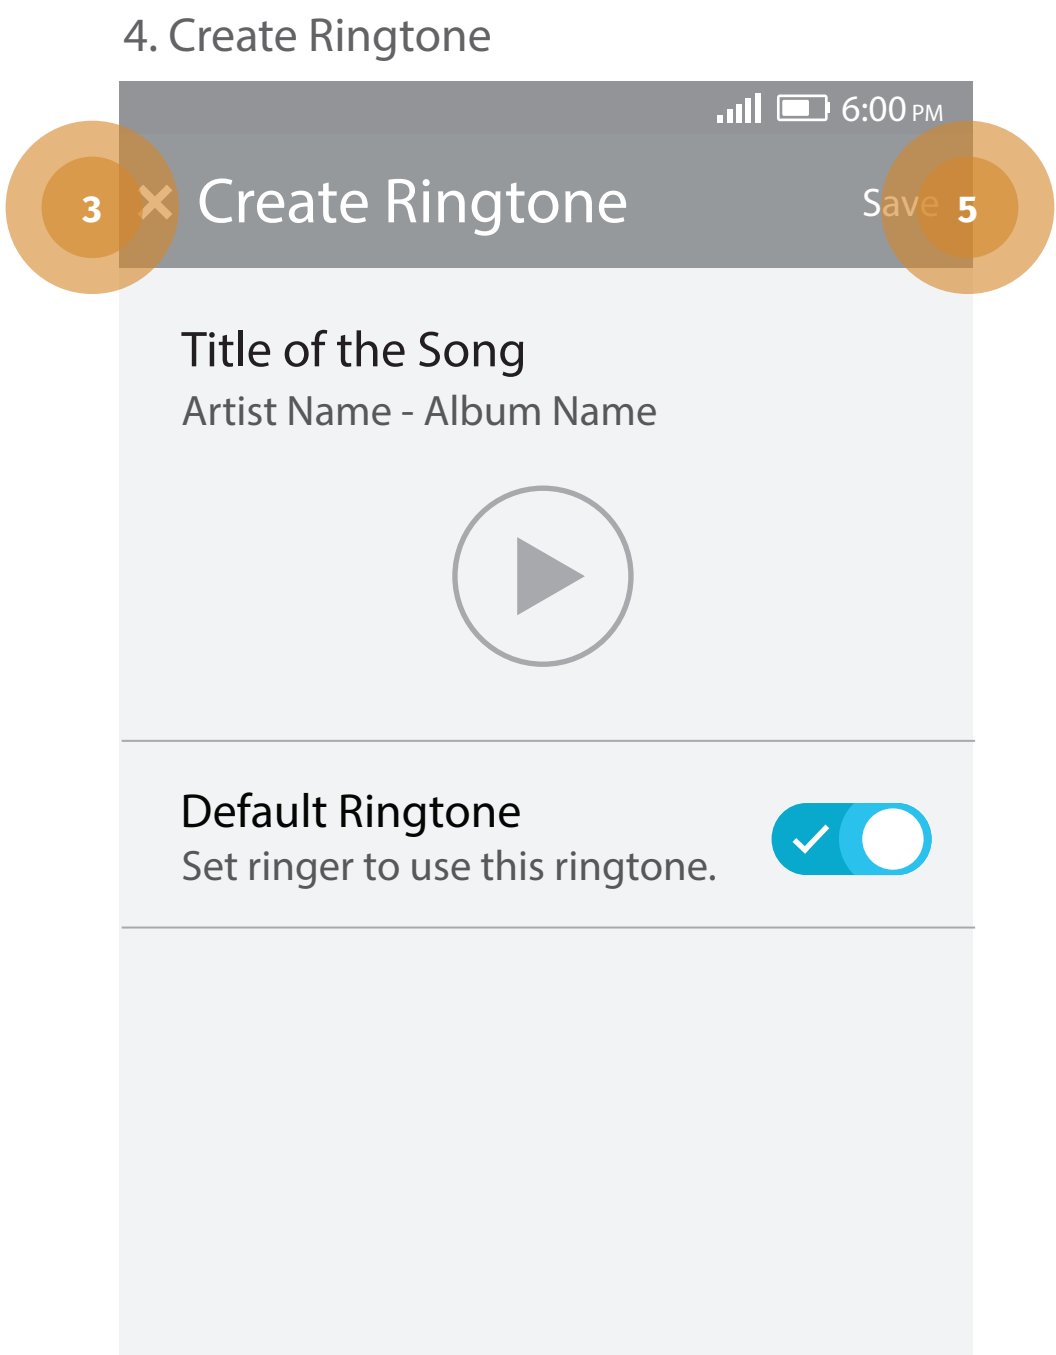 4. Create Ringtone
6:00 PM
3 × Create Ringtone Save 5
Title of the Song
Artist Name - Album Name
Default Ringtone
Set ringer to use this ringtone.